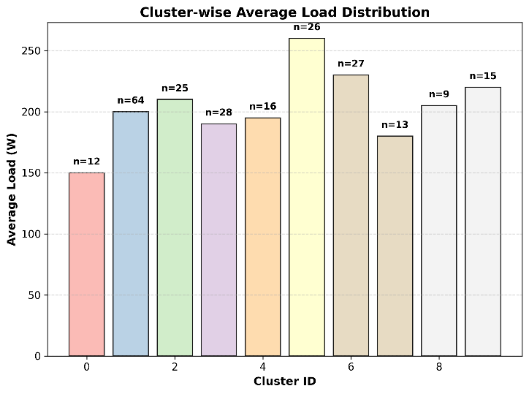 Cluster-wise Average Load Distribution
n=26
250
n=27
n=25
n=15
n=64
n=9
200
n=28
n=16
n=13
n=12
150
100
50
0
Average Load (W)
0 2 4 6 8
Cluster ID